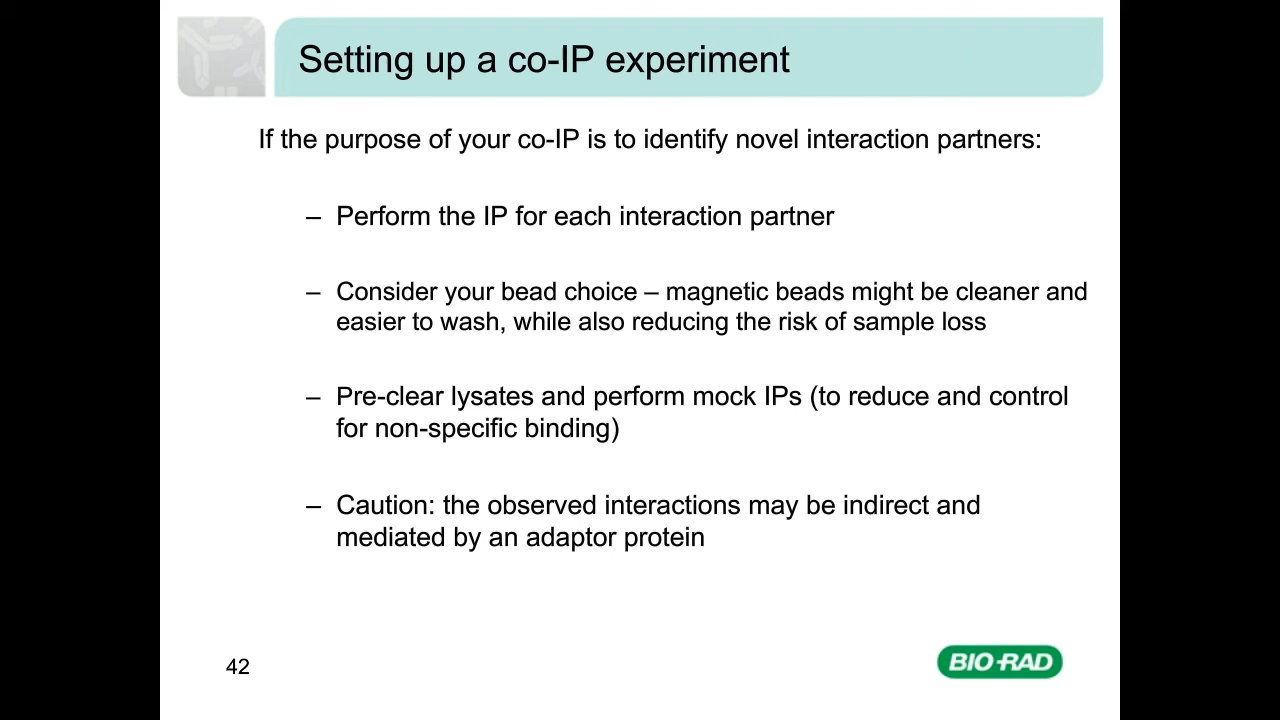 Setting up a co-IP experiment
If the purpose of your co-IP is to identify novel interaction partners:
– Perform the IP for each interaction partner
– Consider your bead choice – magnetic beads might be cleaner and
easier to wash, while also reducing the risk of sample loss
– Pre-clear lysates and perform mock IPs (to reduce and control
for non-specific binding)
– Caution: the observed interactions may be indirect and
mediated by an adaptor protein
42
BIO-RAD